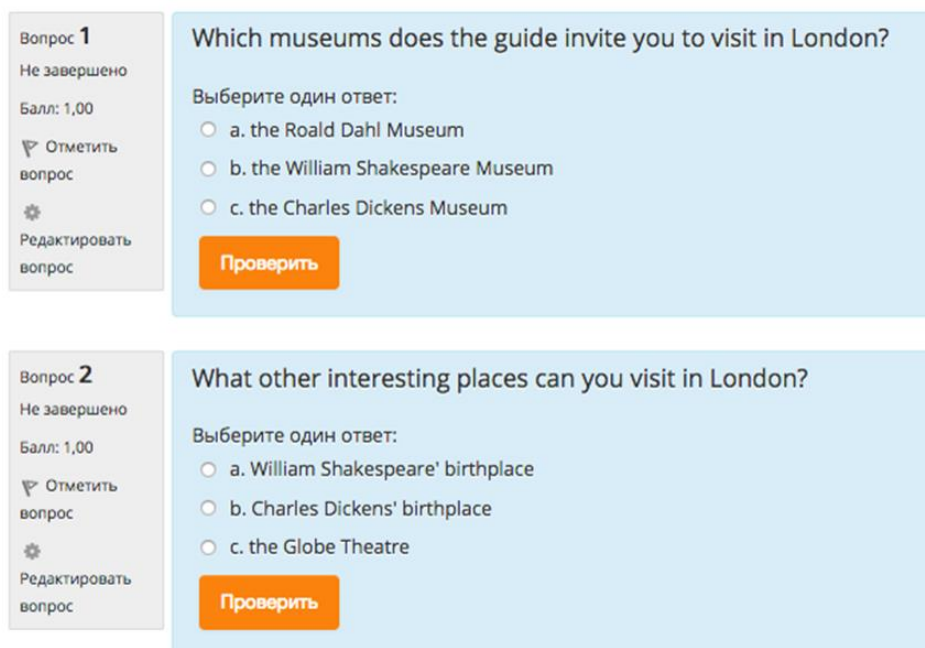 Вопрос 1
Не завершено
Балл: 1,00
Отметить
вопрос
Редактировать
вопрос
Which museums does the guide invite you to visit in London?
Выберите один ответ:
a. the Roald Dahl Museum
b. the William Shakespeare Museum
c. the Charles Dickens Museum
Проверить
Вопрос 2
Не завершено
Балл: 1,00
Отметить
вопрос
Редактировать
вопрос
What other interesting places can you visit in London?
Выберите один ответ:
a. William Shakespeare' birthplace
b. Charles Dickens' birthplace
c. the Globe Theatre
Проверить